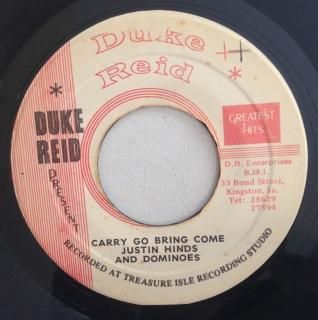 Duke
Reid
DUKE
REID
PRESENT
GREATEST
HITS
D.R. Enterprises
B.M.I.
33 Bond Street,
Kingston, Ja.
Tel: 25629
27594
CARRY GO BRING COME
JUSTIN HINDS
AND DOMINOES
RECORDED AT TREASURE ISLE RECORDING STUDIO